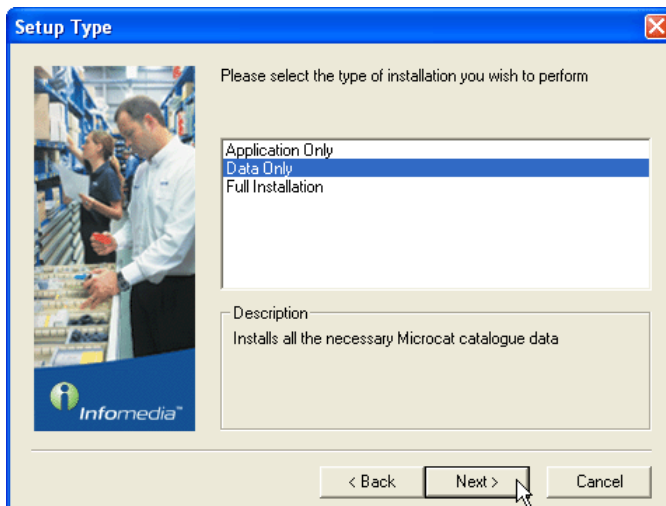 Setup Type
Please select the type of installation you wish to perform
Application Only
Data Only
Full Installation
Description
Installs all the necessary Microcat catalogue data
Infomedia™
< Back
Next >
Cancel